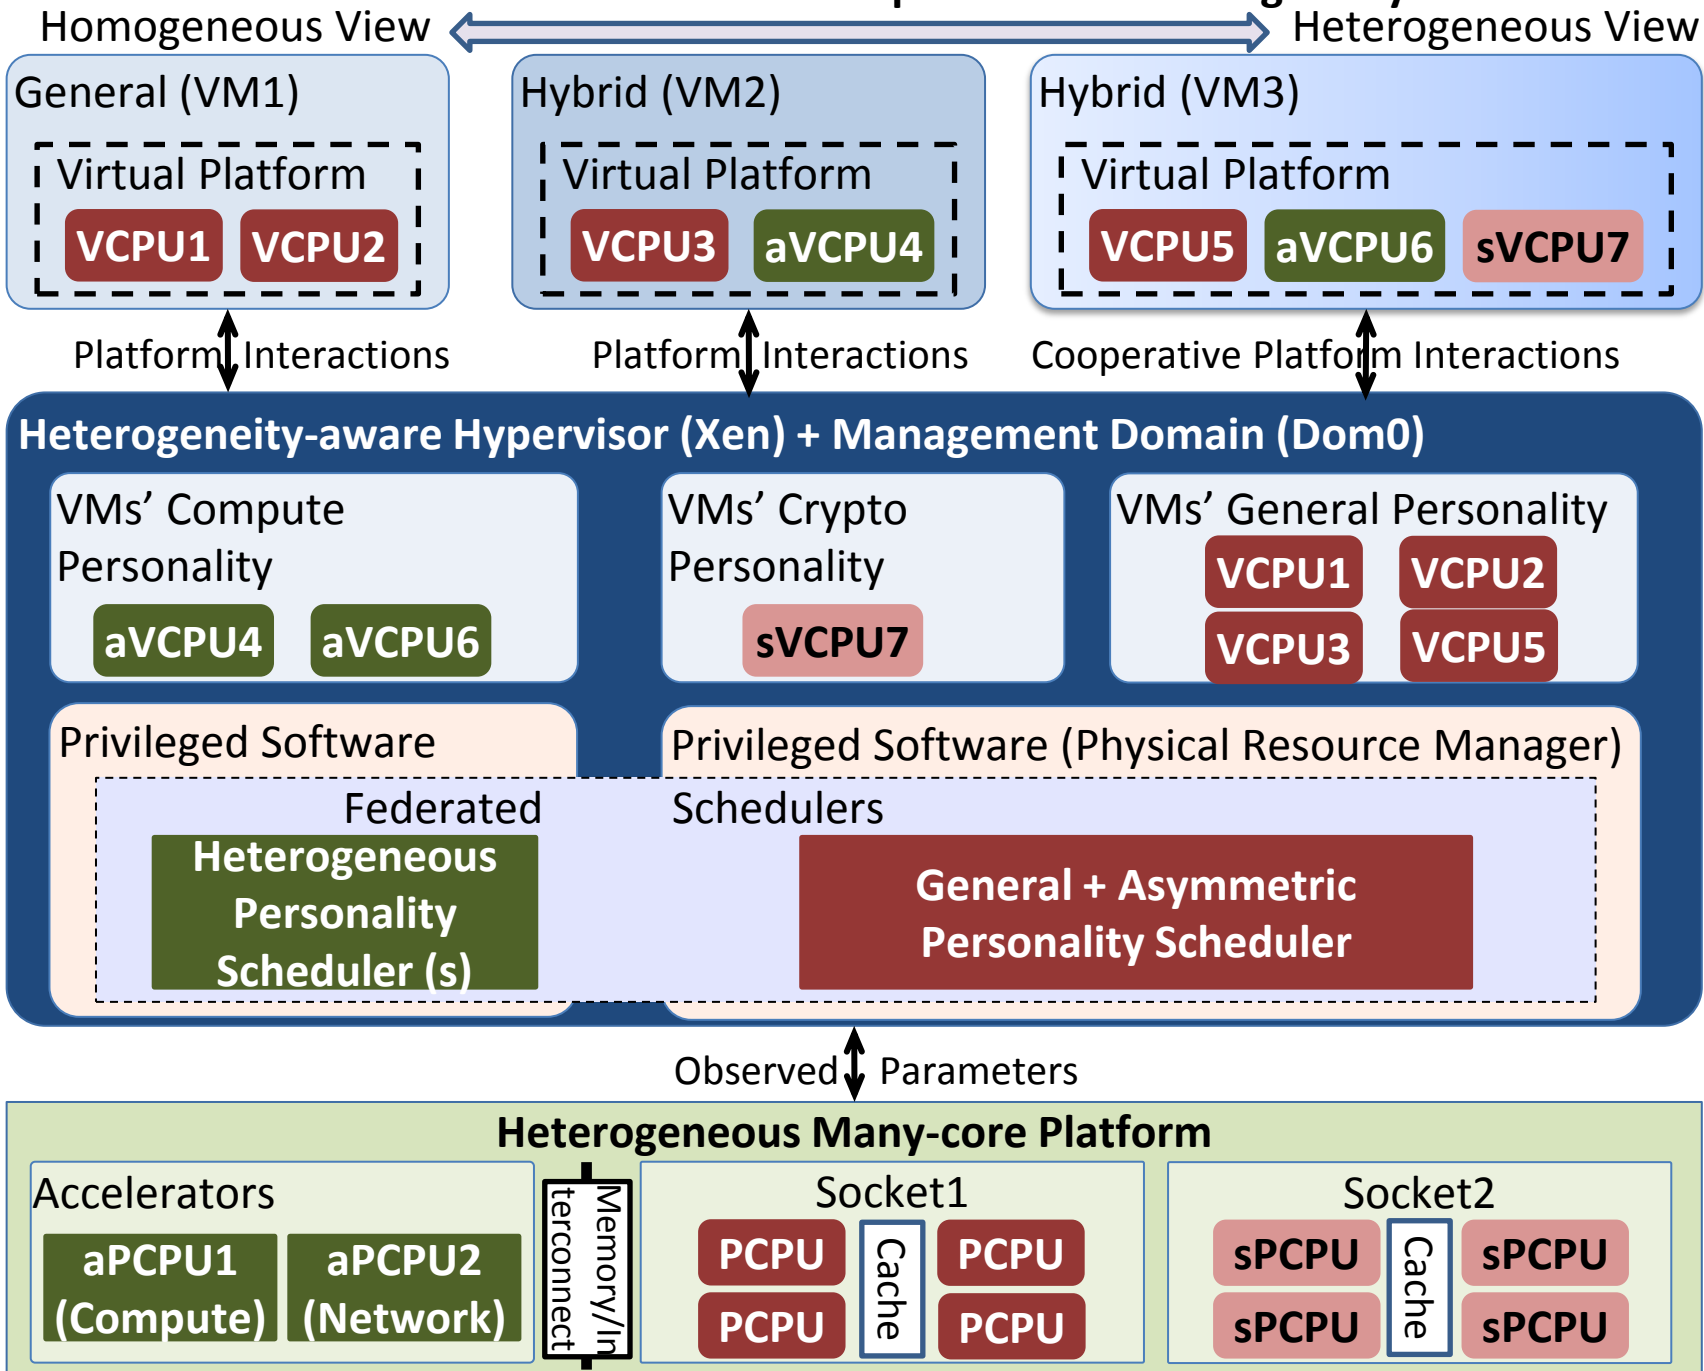 Homogeneous View
Heterogeneous View
General (VM1)
Virtual Platform
VCPU1 VCPU2
Hybrid (VM2)
Virtual Platform
VCPU3 aVCPU4
Hybrid (VM3)
Virtual Platform
VCPU5 aVCPU6 sVCPU7
Platform Interactions
Platform Interactions
Cooperative Platform Interactions
Heterogeneity-aware Hypervisor (Xen) + Management Domain (Dom0)
VMs’ Compute
Personality
aVCPU4 aVCPU6
VMs’ Crypto
Personality
sVCPU7
VMs’ General Personality
VCPU1 VCPU2
VCPU3 VCPU5
Privileged Software
Privileged Software (Physical Resource Manager)
Federated Schedulers
Heterogeneous
Personality
Scheduler (s)
General + Asymmetric
Personality Scheduler
Observed Parameters
Heterogeneous Many-core Platform
Accelerators
aPCPU1
(Compute)
aPCPU2
(Network)
Memory/In
terconnect
Socket1
PCPU PCPU
Cache
PCPU PCPU
Socket2
sPCPU sPCPU
Cache
sPCPU sPCPU